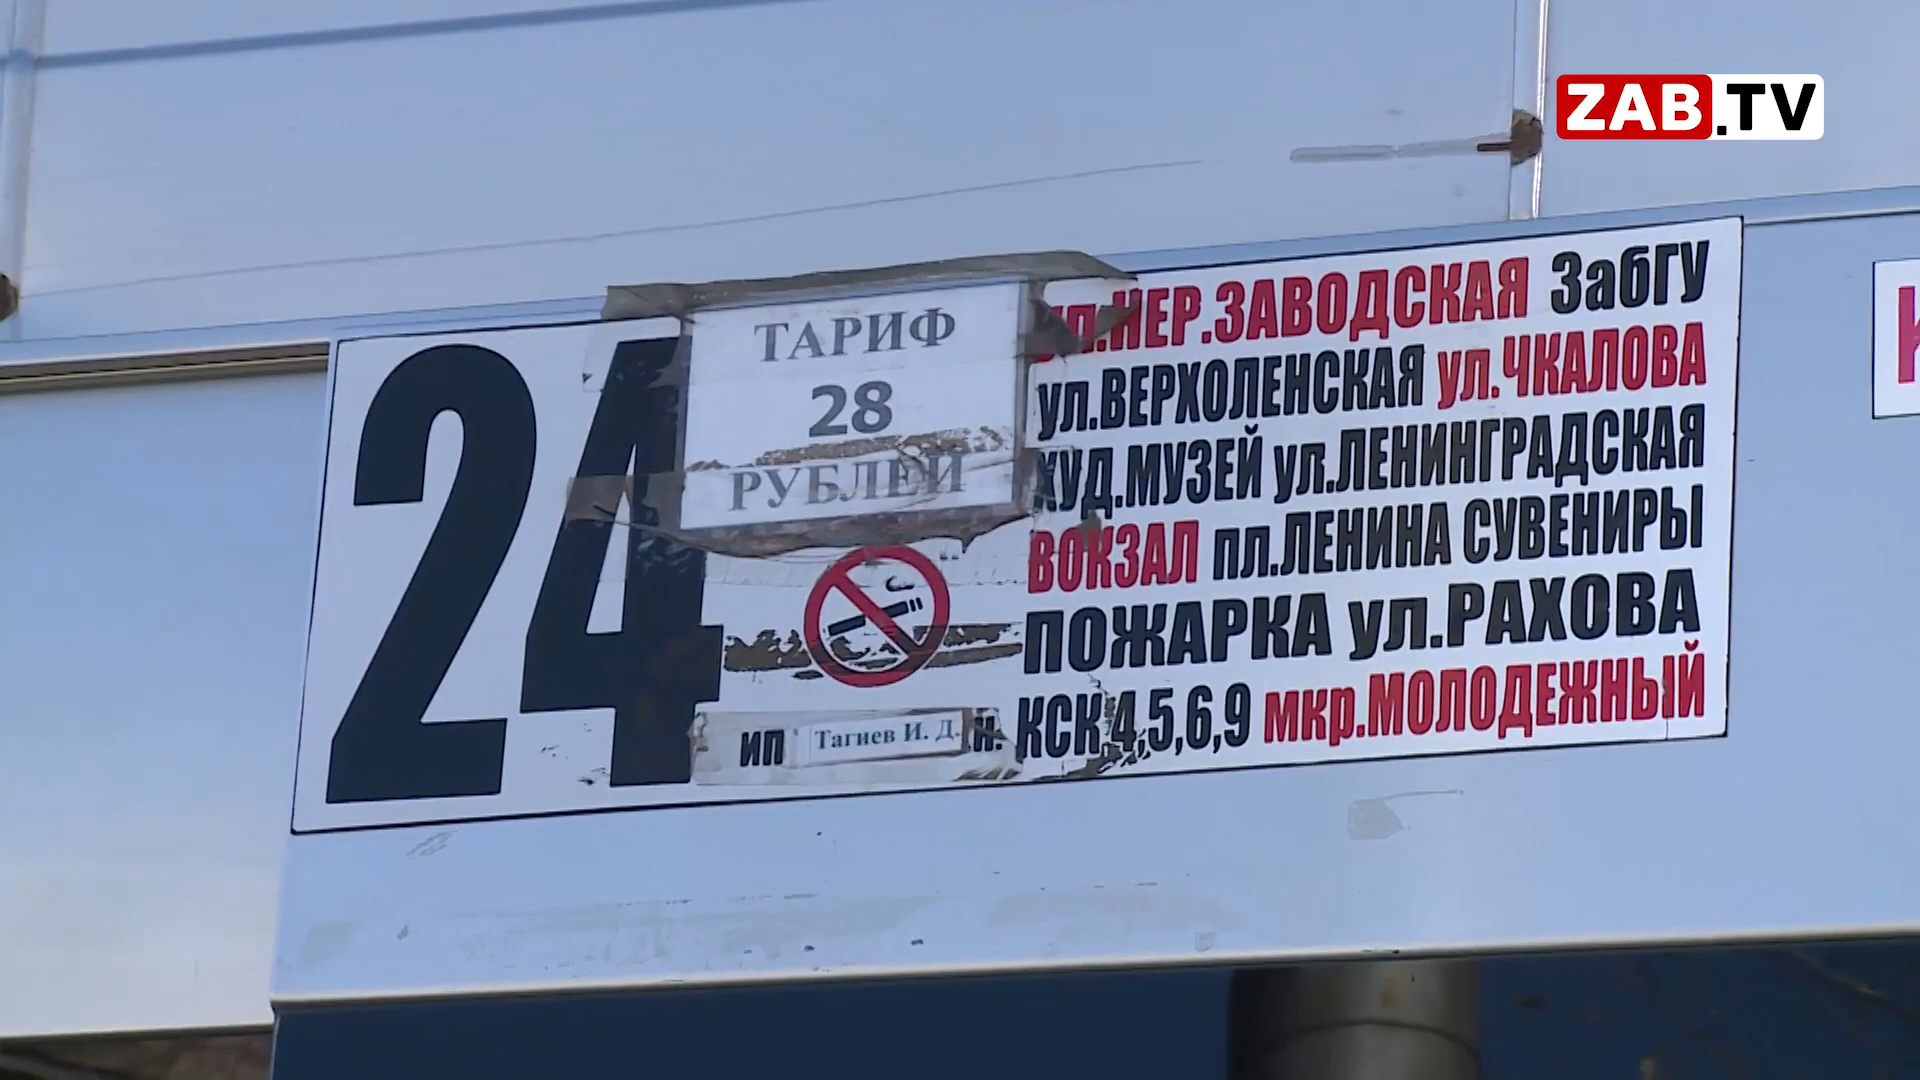 ZAB.TV
24
ТАРИФ
28
РУБЛЕЙ
ИП Тагиев И. Д. н.
ул.НЕР.ЗАВОДСКАЯ ЗабГУ
ул.ВЕРХОЛЕНСКАЯ ул.ЧКАЛОВА
ХУД.МУЗЕЙ ул.ЛЕНИНГРАДСКАЯ
ВОКЗАЛ пл.ЛЕНИНА СУВЕНИРЫ
ПОЖАРКА ул.РАХОВА
КСК,4,5,6,9 мкр.МОЛОДЕЖНЫЙ